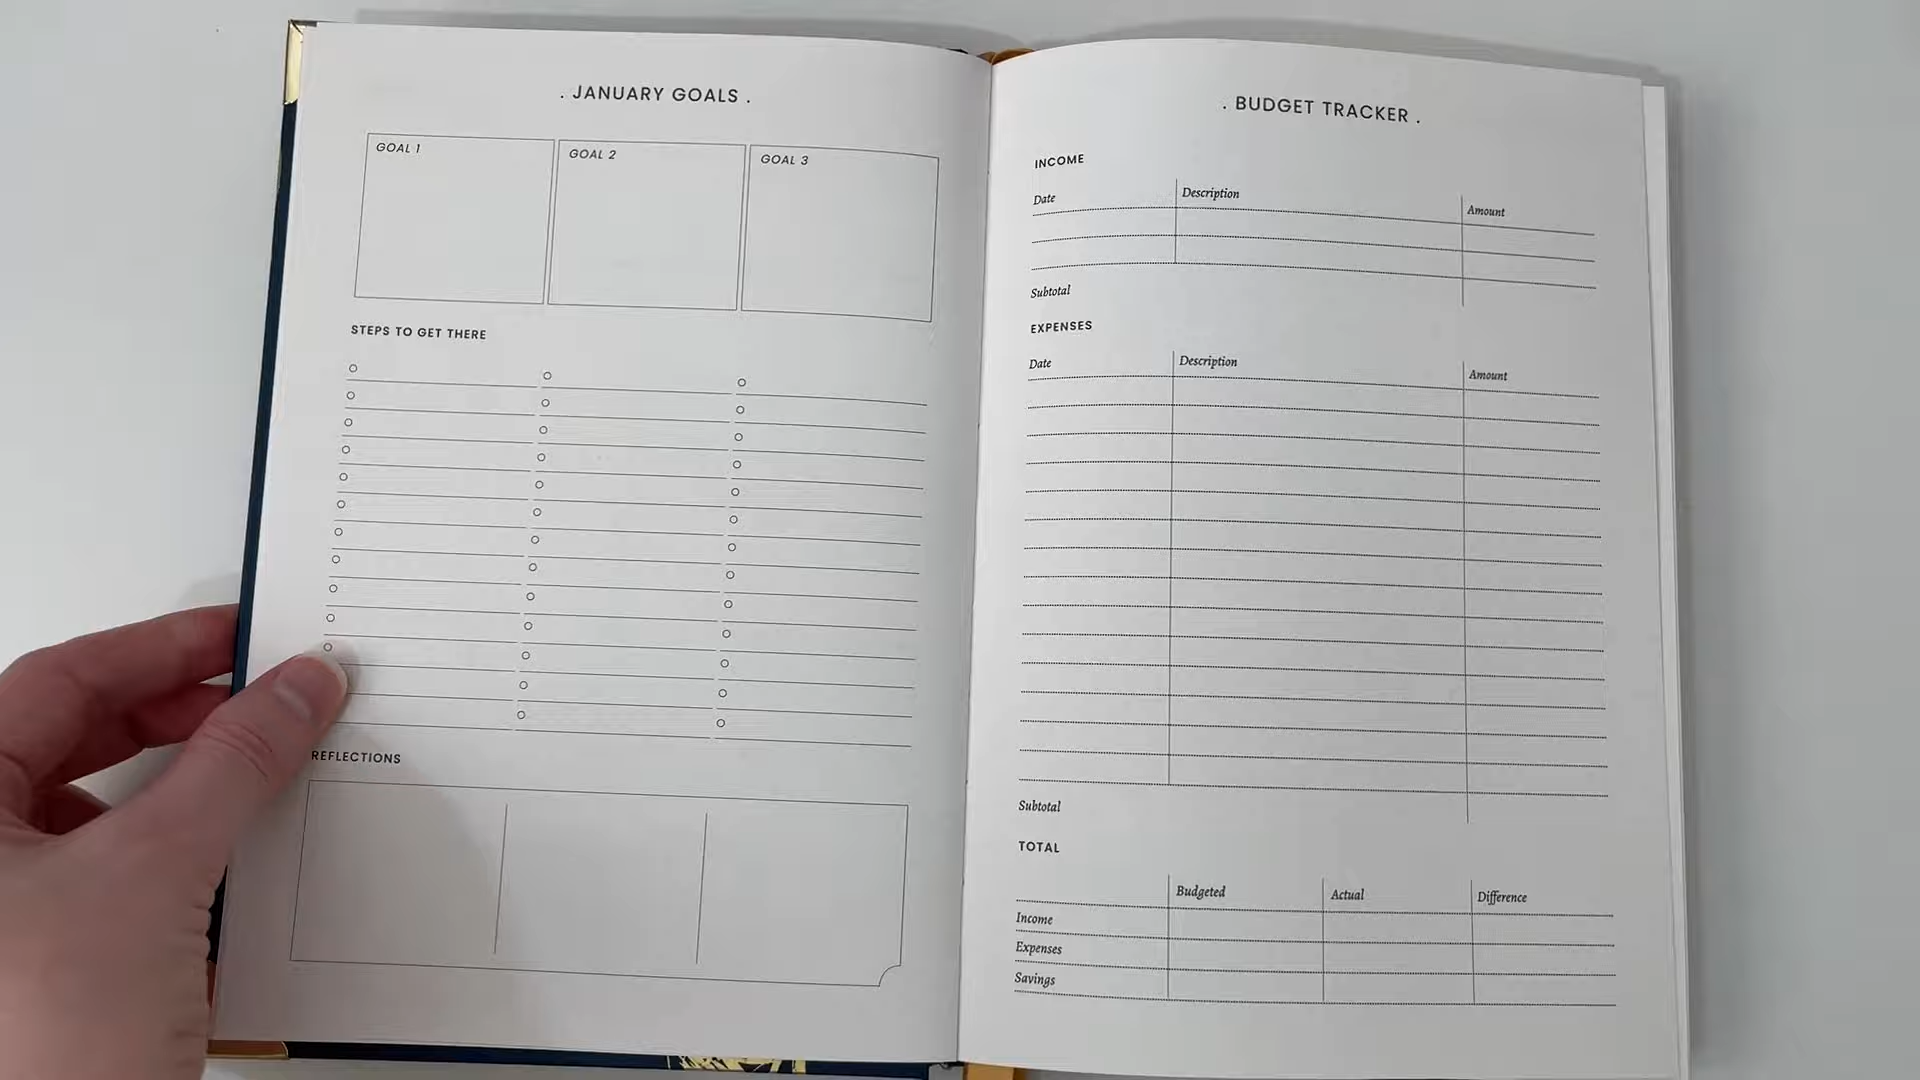 . JANUARY GOALS .
GOAL 1
GOAL 2
GOAL 3
STEPS TO GET THERE
REFLECTIONS
. BUDGET TRACKER .
INCOME
Date Description Amount
Subtotal
EXPENSES
Date Description Amount
Subtotal
TOTAL
Budgeted Actual Difference
Income
Expenses
Savings